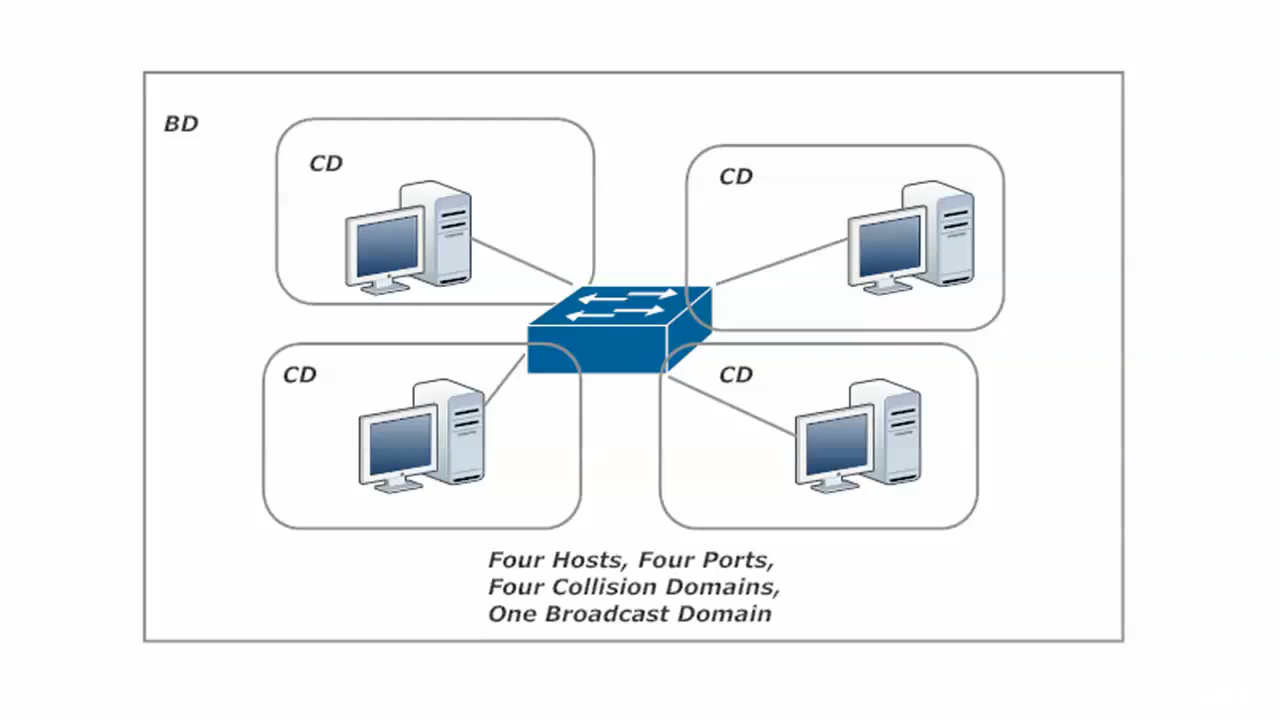 BD
CD
CD
CD
CD
Four Hosts, Four Ports,
Four Collision Domains,
One Broadcast Domain